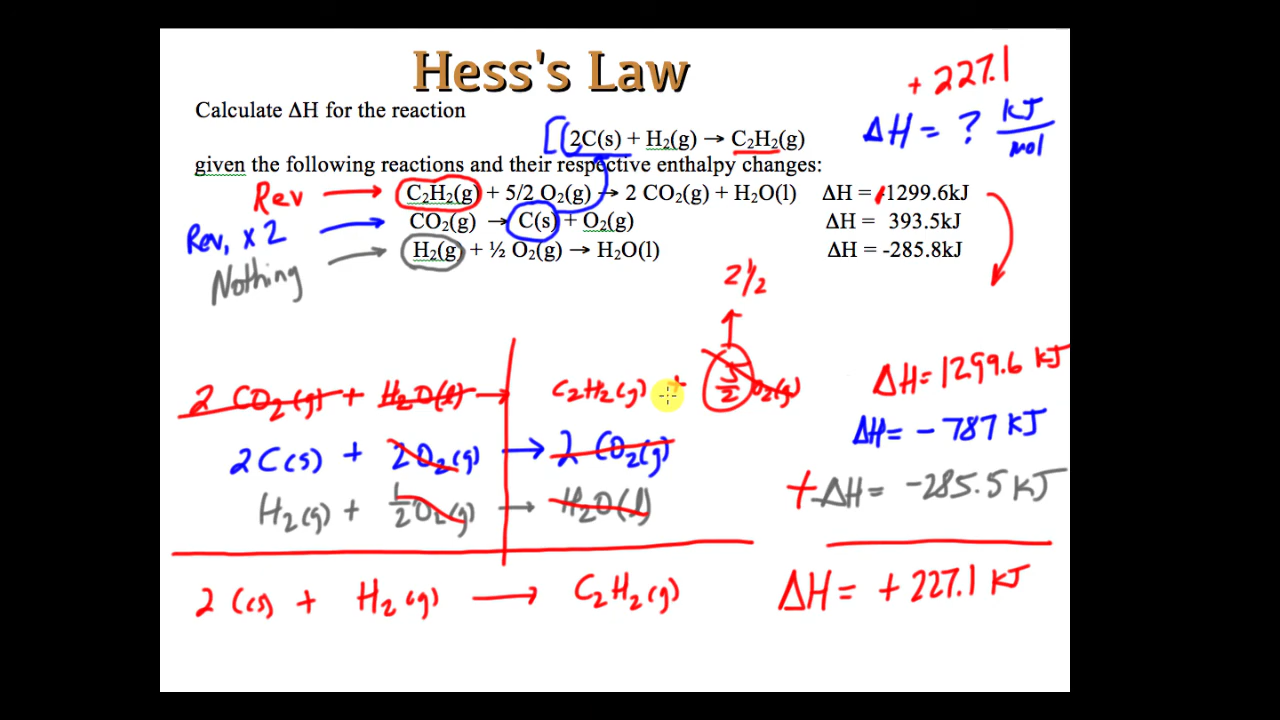 Hess's Law
+227.1
Calculate ΔH for the reaction
ΔH = ? kJ/mol
[(2C(s) + H₂(g) → C₂H₂(g)
given the following reactions and their respective enthalpy changes:
Rev → C₂H₂(g) + 5/2 O₂(g) → 2 CO₂(g) + H₂O(l) ΔH = -1299.6kJ
Rev, x 2 → CO₂(g) → C(s) + O₂(g) ΔH = 393.5kJ
Nothing → H₂(g) + ½ O₂(g) → H₂O(l) ΔH = -285.8kJ
2 1/2
2 CO₂(g) + H₂O(l) → C₂H₂(g) + 5/2 O₂(g) ΔH = 1299.6 kJ
2C(s) + 2O₂(g) → 2 CO₂(g) ΔH = -787 kJ
H₂(g) + 1/2 O₂(g) → H₂O(l) + ΔH = -285.5 kJ
2 C(s) + H₂(g) → C₂H₂(g) ΔH = +227.1 kJ